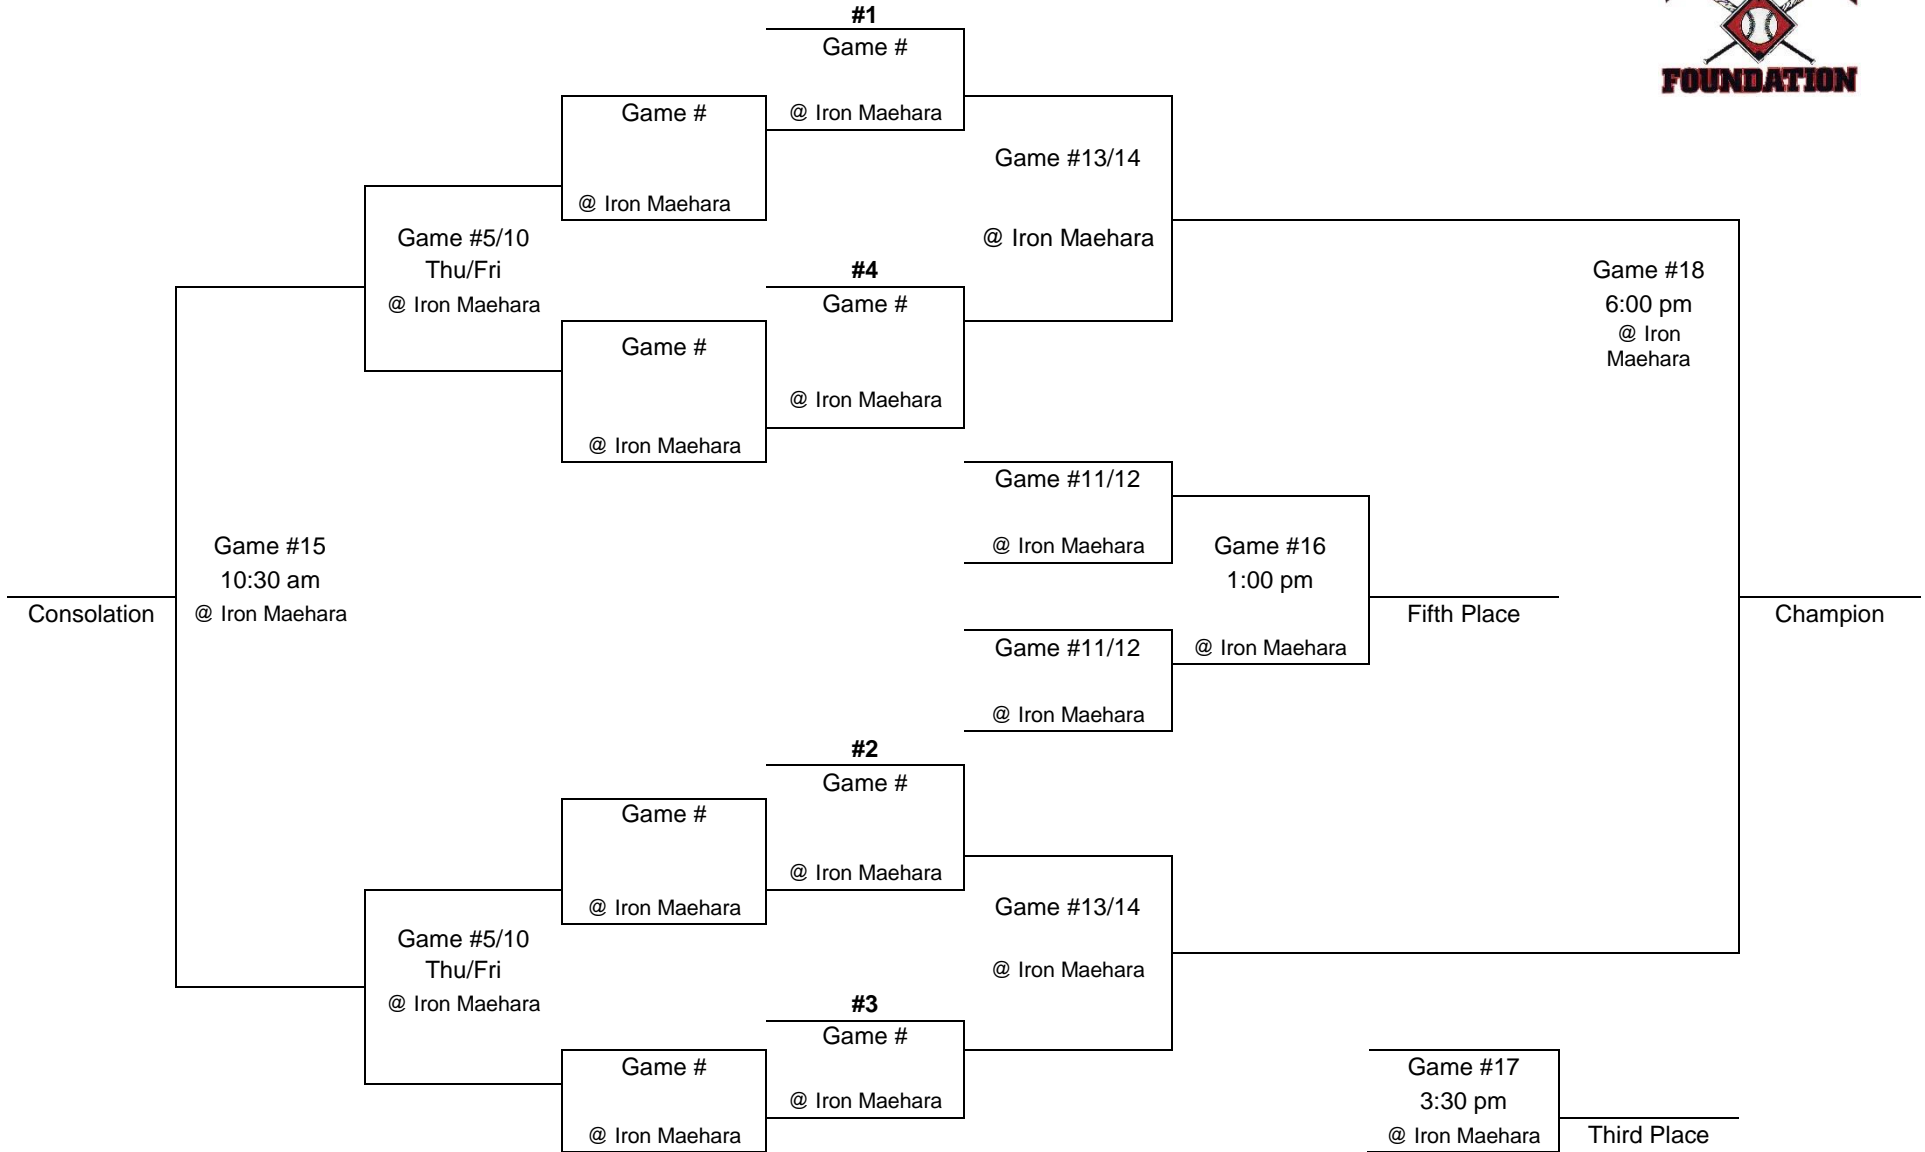 #1
Game #
@ Iron Maehara
FOUNDATION
Game #
@ Iron Maehara
Game #13/14
@ Iron Maehara
Game #5/10
Thu/Fri
@ Iron Maehara
#4
Game #
@ Iron Maehara
Game #18
6:00 pm
@ Iron
Maehara
Game #
@ Iron Maehara
Game #11/12
@ Iron Maehara
Game #15
10:30 am
@ Iron Maehara
Consolation
Game #16
1:00 pm
@ Iron Maehara
Fifth Place
Champion
Game #11/12
@ Iron Maehara
#2
Game #
@ Iron Maehara
Game #
@ Iron Maehara
Game #13/14
@ Iron Maehara
Game #5/10
Thu/Fri
@ Iron Maehara
#3
Game #
@ Iron Maehara
Game #
@ Iron Maehara
Game #17
3:30 pm
@ Iron Maehara
Third Place